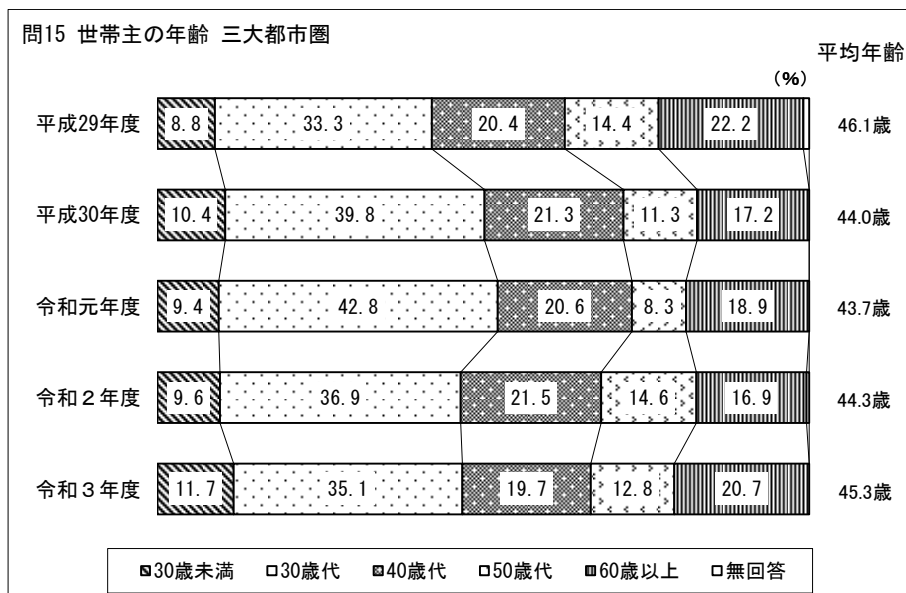 問15 世帯主の年齢 三大都市圏
平均年齢
(%)
平成29年度 8.8 33.3 20.4 14.4 22.2 46.1歳
平成30年度 10.4 39.8 21.3 11.3 17.2 44.0歳
令和元年度 9.4 42.8 20.6 8.3 18.9 43.7歳
令和２年度 9.6 36.9 21.5 14.6 16.9 44.3歳
令和３年度 11.7 35.1 19.7 12.8 20.7 45.3歳
30歳未満 30歳代 40歳代 50歳代 60歳以上 無回答